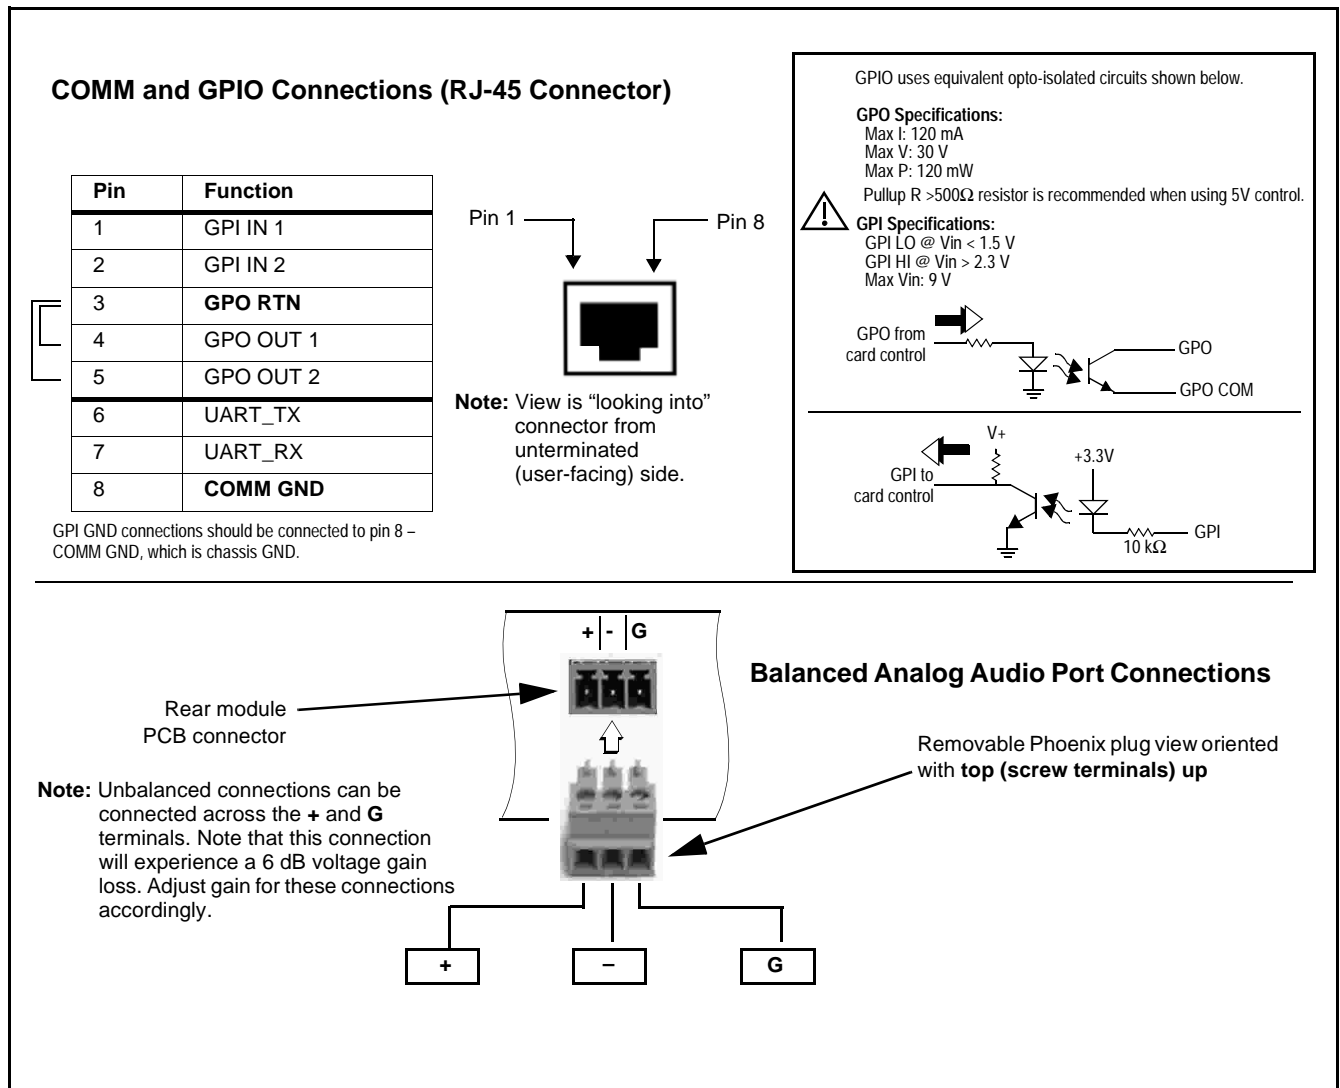 COMM and GPIO Connections (RJ-45 Connector)
Pin Function
1 GPI IN 1
2 GPI IN 2
3 GPO RTN
4 GPO OUT 1
5 GPO OUT 2
6 UART_TX
7 UART_RX
8 COMM GND
GPI GND connections should be connected to pin 8 –
COMM GND, which is chassis GND.
Pin 1
Pin 8
Note: View is “looking into”
connector from
unterminated
(user-facing) side.
GPIO uses equivalent opto-isolated circuits shown below.
GPO Specifications:
Max I: 120 mA
Max V: 30 V
Max P: 120 mW
Pullup R >500Ω resistor is recommended when using 5V control.
!
GPI Specifications:
GPI LO @ Vin < 1.5 V
GPI HI @ Vin > 2.3 V
Max Vin: 9 V
GPO from
card control
GPO
GPO COM
V+
+3.3V
GPI to
card control
GPI
10 kΩ
+ - G
Balanced Analog Audio Port Connections
Rear module
PCB connector
Removable Phoenix plug view oriented
with top (screw terminals) up
Note: Unbalanced connections can be
connected across the + and G
terminals. Note that this connection
will experience a 6 dB voltage gain
loss. Adjust gain for these connections
accordingly.
+
–
G